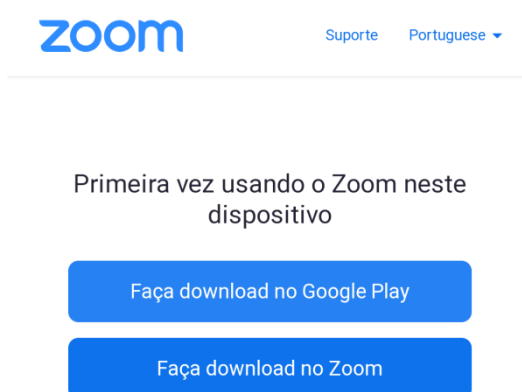 zoom
Suporte Portuguese
Primeira vez usando o Zoom neste
dispositivo
Faça download no Google Play
Faça download no Zoom